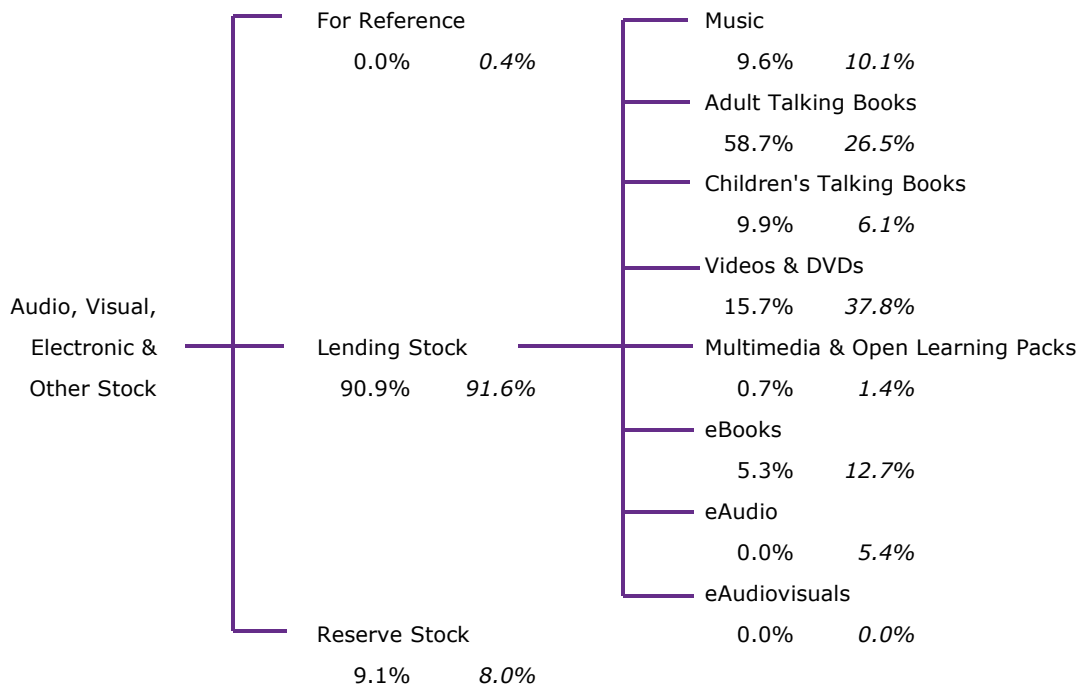 Audio, Visual,
Electronic &
Other Stock
For Reference
0.0% 0.4%
Lending Stock
90.9% 91.6%
Reserve Stock
9.1% 8.0%
Music
9.6% 10.1%
Adult Talking Books
58.7% 26.5%
Children's Talking Books
9.9% 6.1%
Videos & DVDs
15.7% 37.8%
Multimedia & Open Learning Packs
0.7% 1.4%
eBooks
5.3% 12.7%
eAudio
0.0% 5.4%
eAudiovisuals
0.0% 0.0%